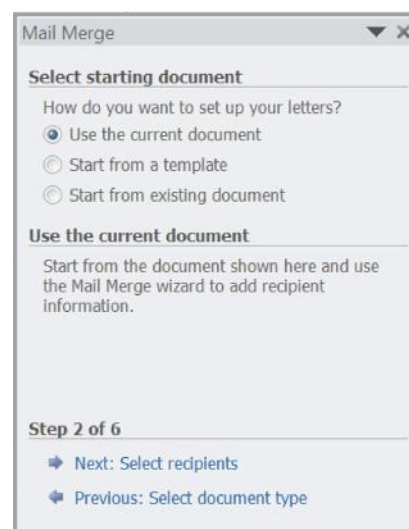 Mail Merge
Select starting document
How do you want to set up your letters?
Use the current document
Start from a template
Start from existing document
Use the current document
Start from the document shown here and use
the Mail Merge wizard to add recipient
information.
Step 2 of 6
Next: Select recipients
Previous: Select document type